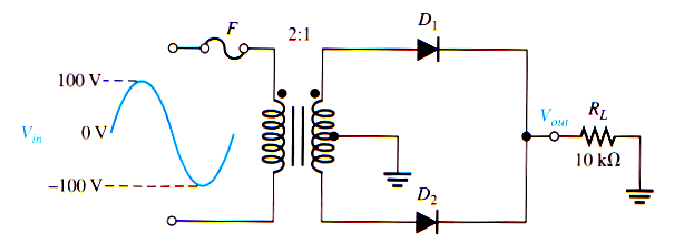 F
2:1
D1
100 V
Vin
0 V
Vout
RL
10 kΩ
–100 V
D2